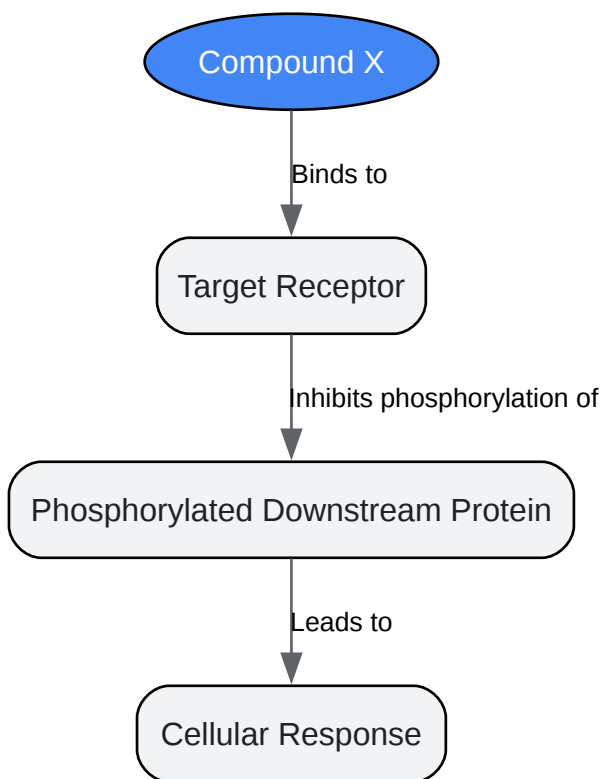 Compound X
Binds to
Target Receptor
Inhibits phosphorylation of
Phosphorylated Downstream Protein
Leads to
Cellular Response